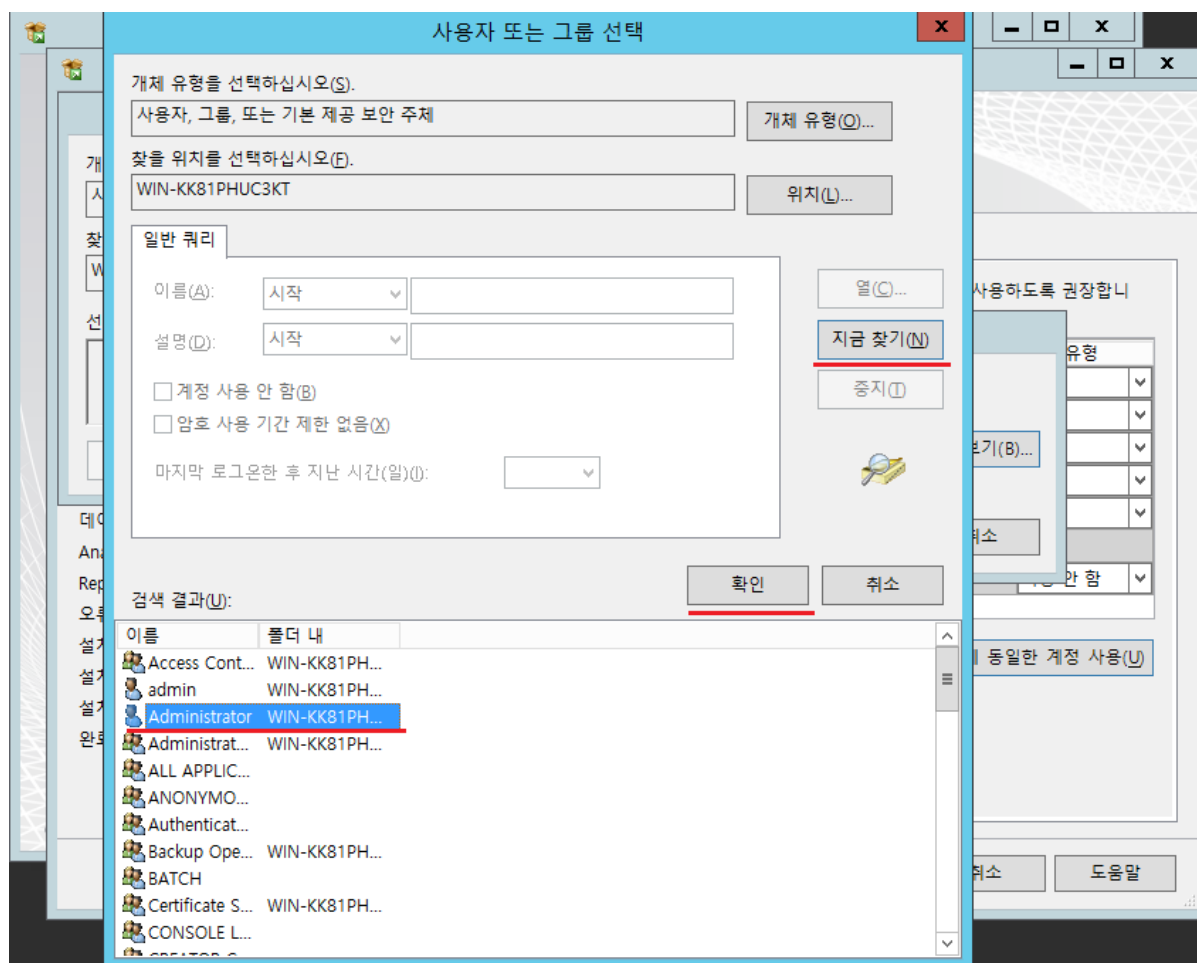 사용자 또는 그룹 선택
개체 유형을 선택하십시오(S).
사용자, 그룹, 또는 기본 제공 보안 주체
개체 유형(O)...
찾을 위치를 선택하십시오(F).
WIN-KK81PHUC3KT
위치(L)...
일반 쿼리
이름(A):
시작
열(C)...
설명(D):
시작
지금 찾기(N)
계정 사용 안 함(B)
중지(T)
암호 사용 기간 제한 없음(X)
마지막 로그온한 후 지난 시간(일)(I):
확인
취소
검색 결과(U):
이름
폴더 내
Access Cont... WIN-KK81PH...
admin WIN-KK81PH...
Administrator WIN-KK81PH...
Administrat... WIN-KK81PH...
ALL APPLIC...
ANONYMO...
Authenticat...
Backup Ope... WIN-KK81PH...
BATCH
Certificate S... WIN-KK81PH...
CONSOLE L...
사용하도록 권장합니
유형
보기(B)...
취소
안 함
동일한 계정 사용(U)
취소
도움말